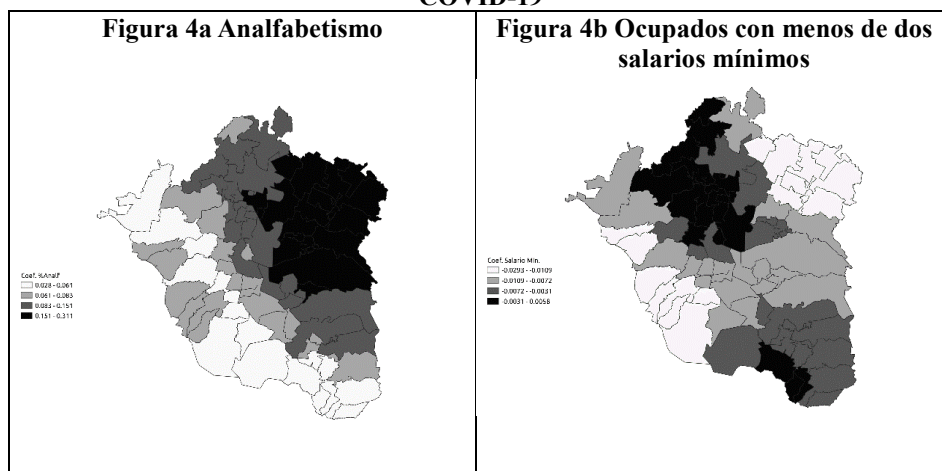 COVID-19
Figura 4a Analfabetismo
Figura 4b Ocupados con menos de dos
salarios mínimos
Coef. %Analf
0.028 - 0.061
0.061 - 0.083
0.083 - 0.151
0.151 - 0.311
Coef. Salario Min.
-0.0293 - -0.0109
-0.0109 - -0.0072
-0.0072 - -0.0031
-0.0031 - 0.0058